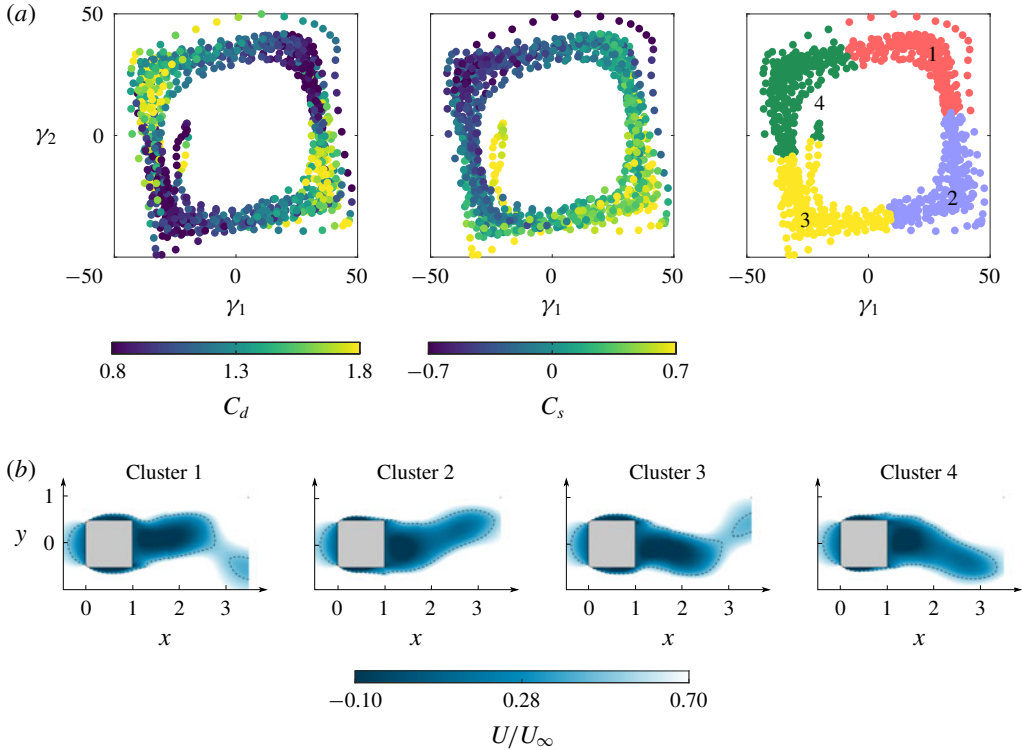 (a)
50
0
γ2
−50
0
50
γ1
−50
0
50
γ1
1
4
2
3
−50
0
50
γ1
0.8
1.3
1.8
Cd
−0.7
0
0.7
Cs
(b)
Cluster 1
Cluster 2
Cluster 3
Cluster 4
1
y
0
0 1 2 3
0 1 2 3
0 1 2 3
0 1 2 3
x
x
x
x
−0.10
0.28
0.70
U/U∞